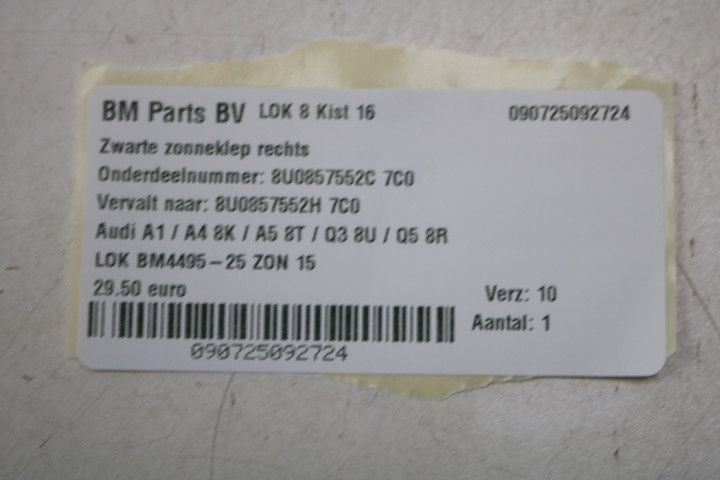 BM Parts BV LOK 8 Kist 16 090725092724
Zwarte zonneklep rechts
Onderdeelnummer: 8U0857552C 7C0
Vervalt naar: 8U0857552H 7C0
Audi A1 / A4 8K / A5 8T / Q3 8U / Q5 8R
LOK BM4495-25 ZON 15
29.50 euro
Verz: 10
Aantal: 1
090725092724